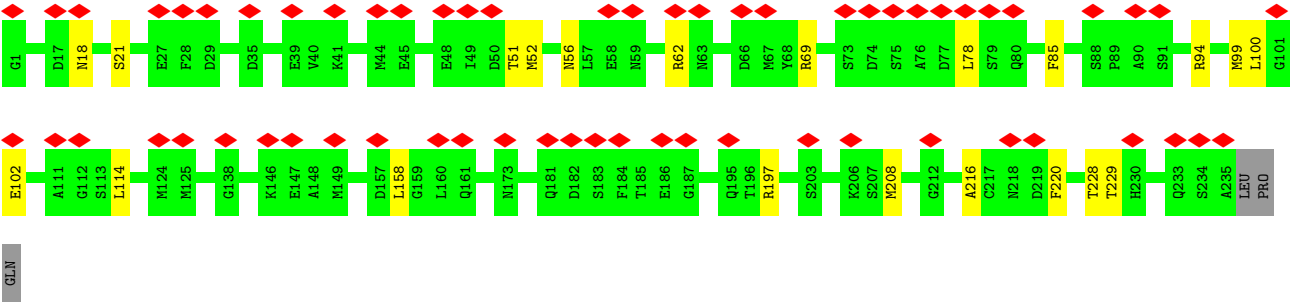 G1 D17 N18 S21 E27 F28 D29 D35 E39 V40 K41 M44 E45 E48 I49 D50 T51 M52 N56 L57 E58 N59 R62 N63 D66 M67 Y68 R69 S73 D74 S75 A76 D77 L78 S79 Q80 F85 S88 P89 A90 S91 R94 M99 L100 G101
E102 A111 G112 S113 L114 M124 M125 G138 K146 E147 A148 M149 D157 L158 G159 L160 Q161 N173 Q181 D182 S183 F184 T185 E186 G187 Q195 T196 R197 S203 K206 S207 M208 G212 A216 C217 N218 D219 F220 T228 T229 H230 Q233 S234 A235 LEU PRO
GLN